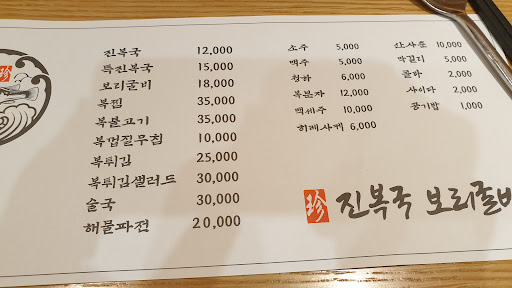 珍
진복국 12,000
특진복국 15,000
보리굴비 18,000
복찜 35,000
복불고기 35,000
복껍질무침 10,000
복튀김 25,000
복튀김샐러드 30,000
술국 30,000
해물파전 20,000
소주 5,000
맥주 5,000
청하 6,000
복분자 12,000
백세주 10,000
히레사케 6,000
산사춘 10,000
막걸리 5,000
콜라 2,000
사이다 2,000
공기밥 1,000
珍 진복국 보리굴비